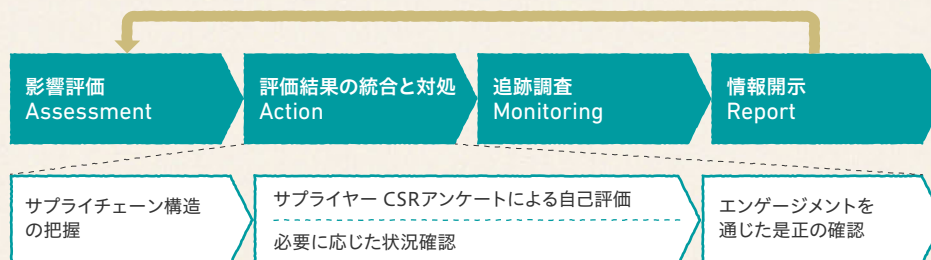 影響評価
Assessment
評価結果の統合と対処
Action
追跡調査
Monitoring
情報開示
Report
サプライチェーン構造
の把握
サプライヤー CSRアンケートによる自己評価
必要に応じた状況確認
エンゲージメントを
通じた是正の確認